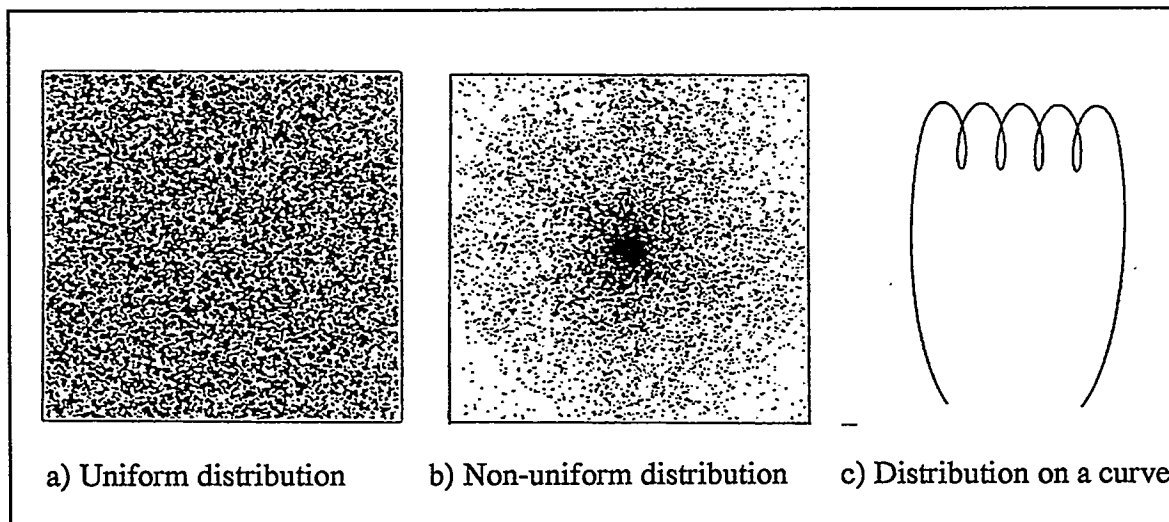 a) Uniform distribution
b) Non-uniform distribution
c) Distribution on a curve